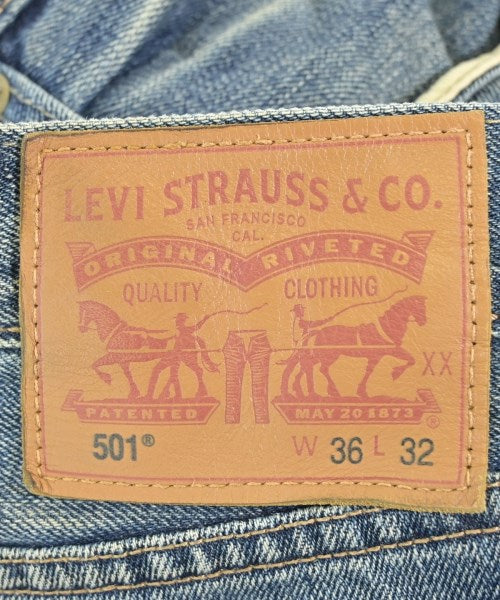 LEVI STRAUSS & CO.
SAN FRANCISCO
CAL.
ORIGINAL RIVETED
QUALITY CLOTHING
XX
PATENTED MAY 20 1873
®
501® W 36 L 32